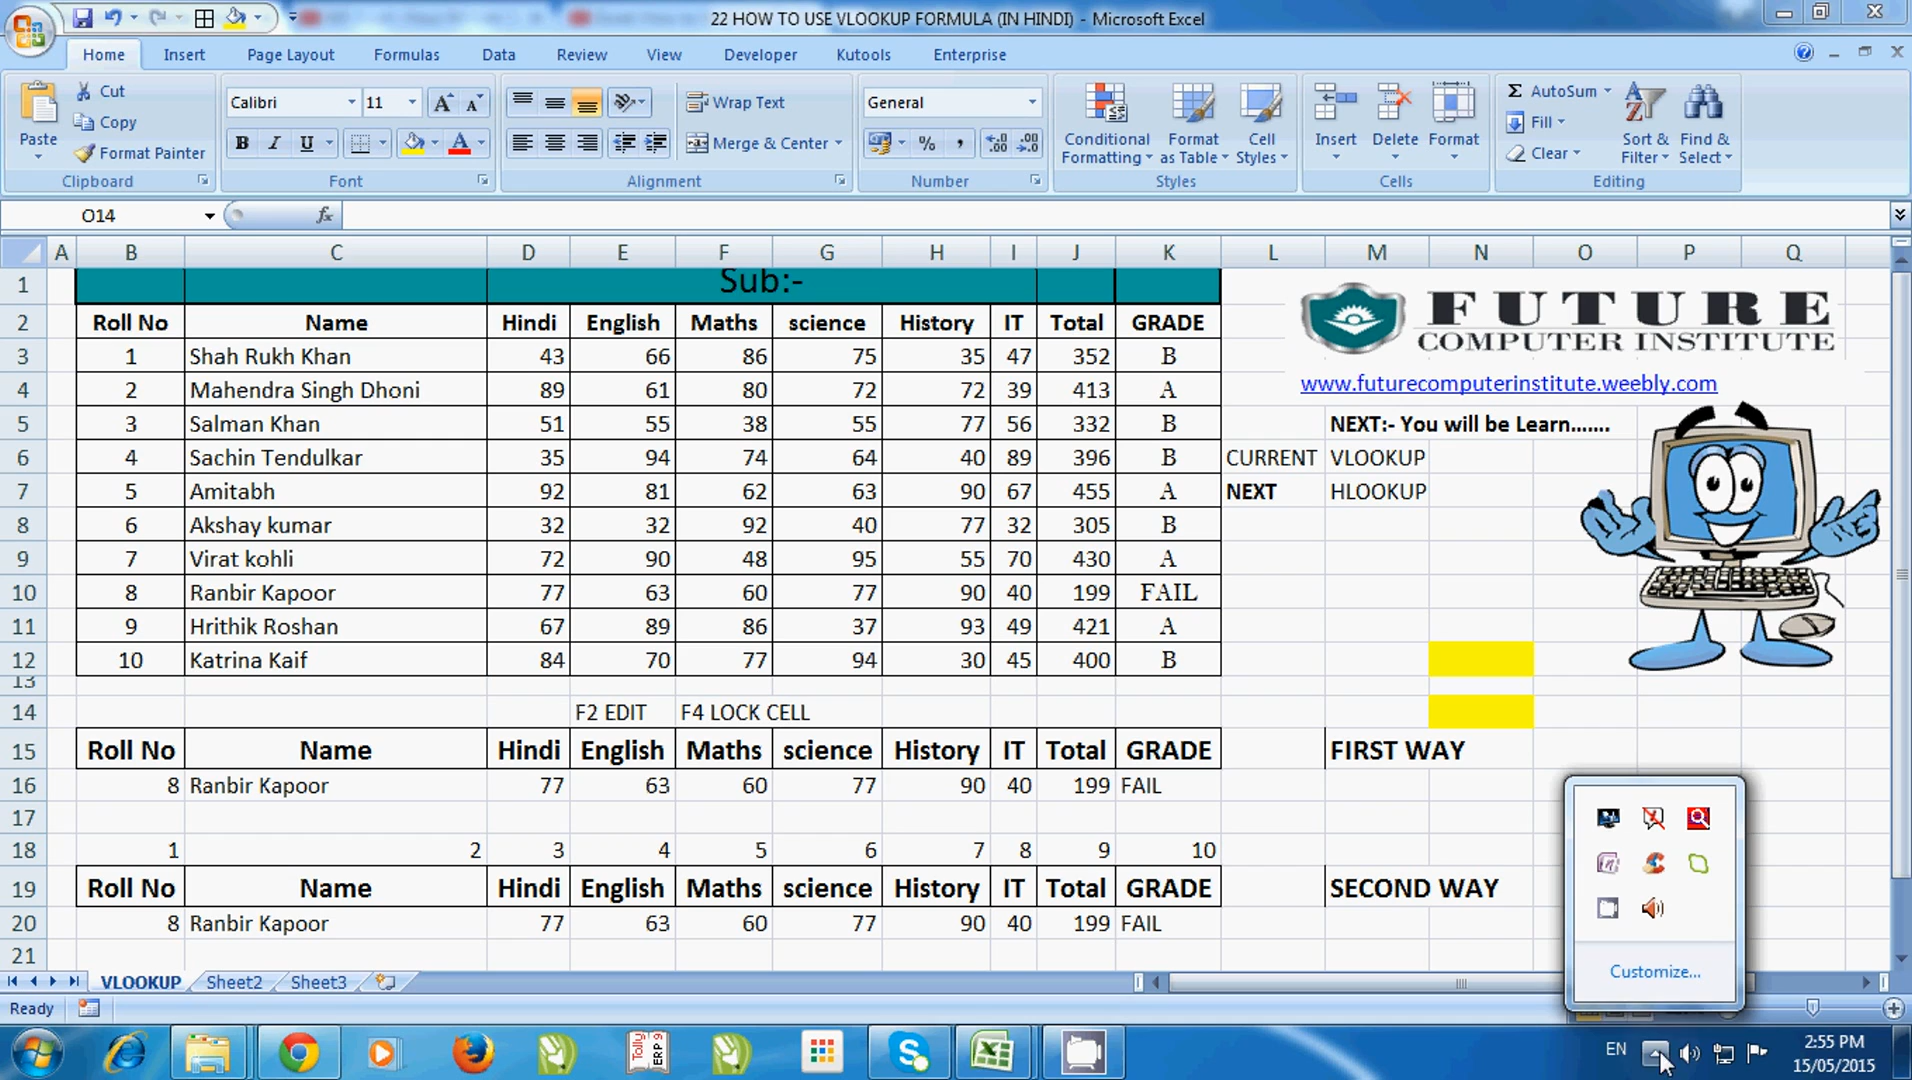 22 HOW TO USE VLOOKUP FORMULA (IN HINDI) - Microsoft Excel
Home Insert Page Layout Formulas Data Review View Developer Kutools Enterprise
Paste Cut Copy Format Painter Clipboard
Calibri 11 B I U Font
Wrap Text Merge & Center Alignment
General % , Number
Conditional Formatting Format as Table Cell Styles Styles
Insert Delete Format Cells
AutoSum Fill Clear Sort & Filter Find & Select Editing
O14 fx
A B C D E F G H I J K L M N O P Q
1 Sub:-
FUTURE
COMPUTER INSTITUTE
2 Roll No Name Hindi English Maths science History IT Total GRADE
3 1 Shah Rukh Khan 43 66 86 75 35 47 352 B
www.futurecomputerinstitute.weebly.com
4 2 Mahendra Singh Dhoni 89 61 80 72 72 39 413 A
5 3 Salman Khan 51 55 38 55 77 56 332 B NEXT:- You will be Learn.......
6 4 Sachin Tendulkar 35 94 74 64 40 89 396 B CURRENT VLOOKUP
7 5 Amitabh 92 81 62 63 90 67 455 A NEXT HLOOKUP
8 6 Akshay kumar 32 32 92 40 77 32 305 B
9 7 Virat kohli 72 90 48 95 55 70 430 A
10 8 Ranbir Kapoor 77 63 60 77 90 40 199 FAIL
11 9 Hrithik Roshan 67 89 86 37 93 49 421 A
12 10 Katrina Kaif 84 70 77 94 30 45 400 B
13
14 F2 EDIT F4 LOCK CELL
15 Roll No Name Hindi English Maths science History IT Total GRADE FIRST WAY
16 8 Ranbir Kapoor 77 63 60 77 90 40 199 FAIL
17
18 1 2 3 4 5 6 7 8 9 10
19 Roll No Name Hindi English Maths science History IT Total GRADE SECOND WAY
20 8 Ranbir Kapoor 77 63 60 77 90 40 199 FAIL
21
Customize...
VLOOKUP Sheet2 Sheet3
Ready
Tally ERP 9
EN
2:55 PM
15/05/2015